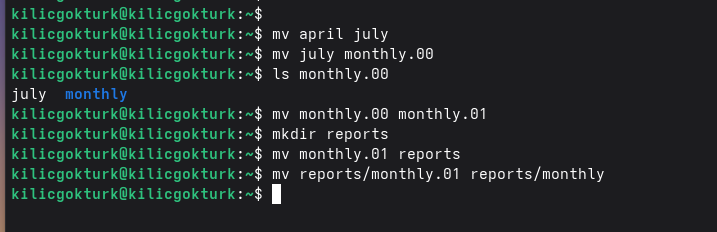 kilicgokturk@kilicgokturk:~$
kilicgokturk@kilicgokturk:~$ mv april july
kilicgokturk@kilicgokturk:~$ mv july monthly.00
kilicgokturk@kilicgokturk:~$ ls monthly.00
july  monthly
kilicgokturk@kilicgokturk:~$ mv monthly.00 monthly.01
kilicgokturk@kilicgokturk:~$ mkdir reports
kilicgokturk@kilicgokturk:~$ mv monthly.01 reports
kilicgokturk@kilicgokturk:~$ mv reports/monthly.01 reports/monthly
kilicgokturk@kilicgokturk:~$